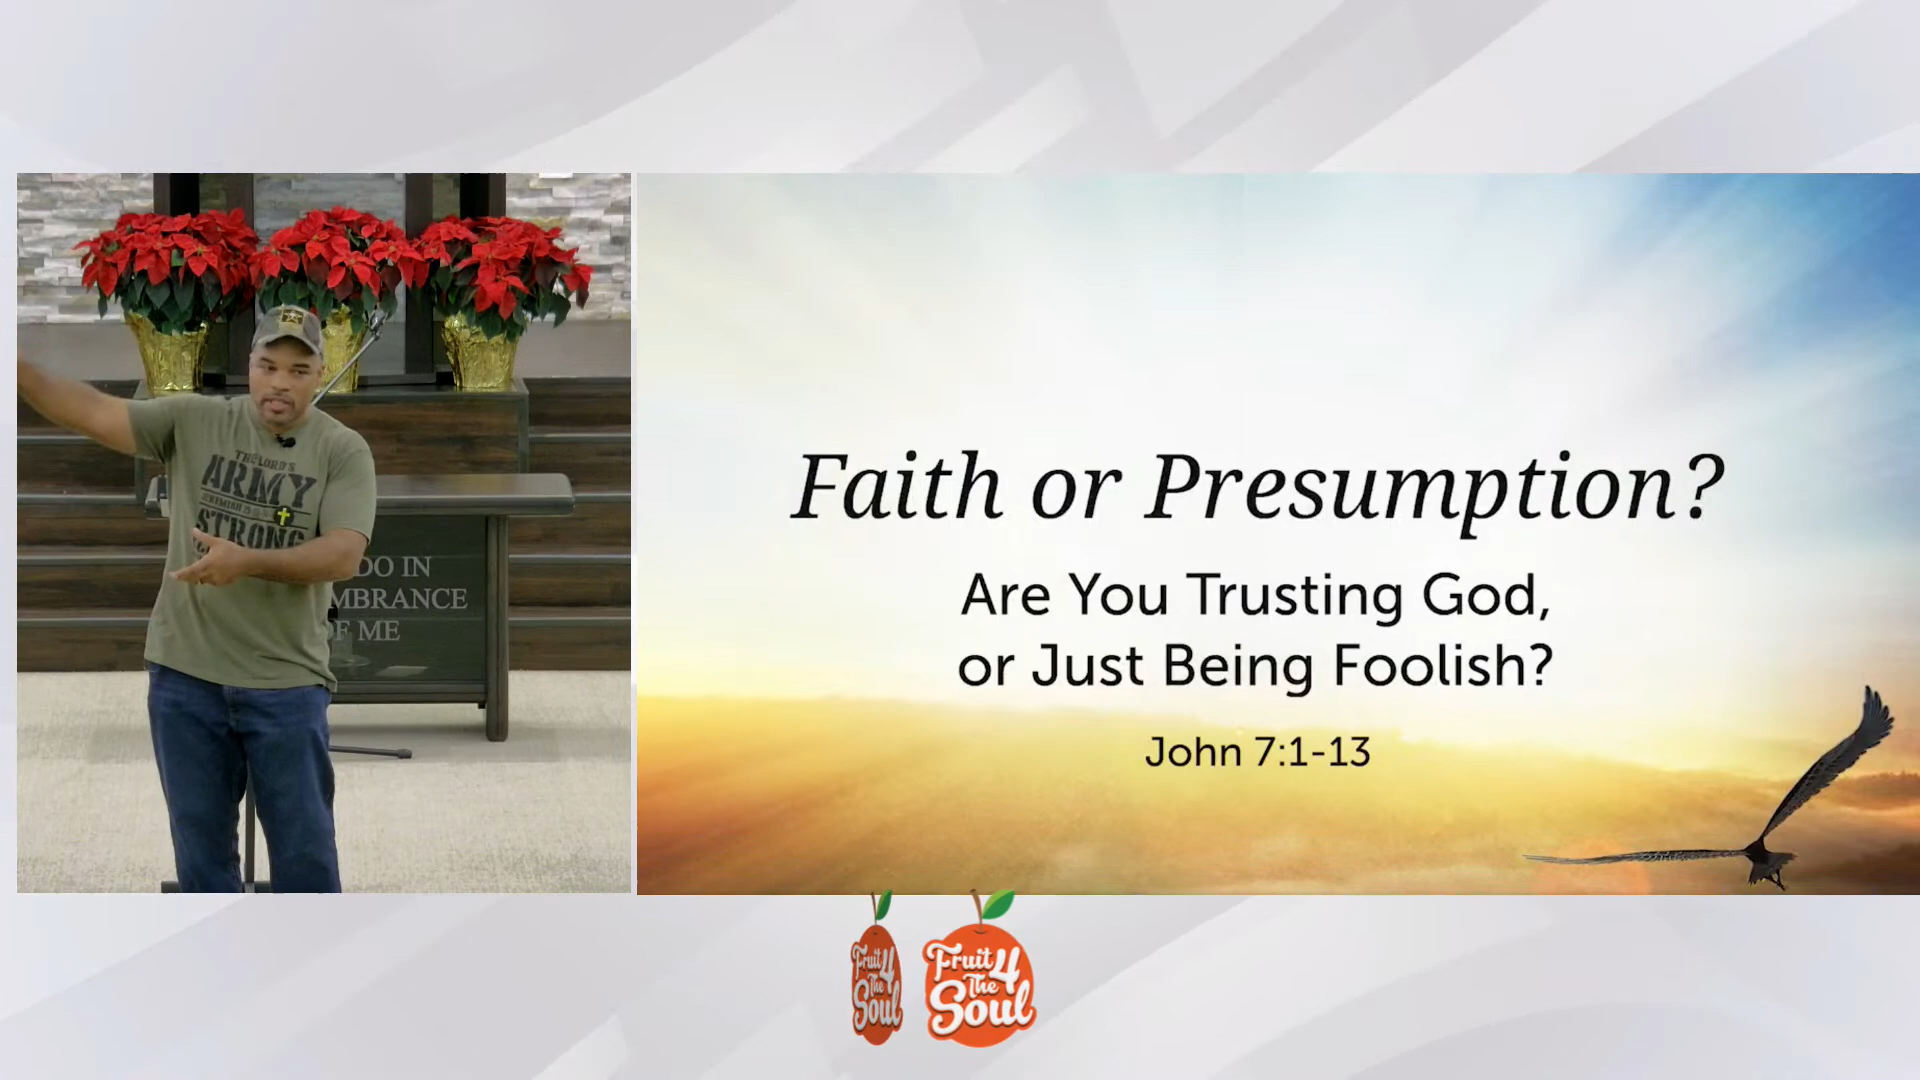 THE LORD'S
ARMY
STRONG
DO IN
MBRANCE
OF ME
Faith or Presumption?
Are You Trusting God,
or Just Being Foolish?
John 7:1-13
Fruit 4
The
Soul
Fruit 4
The
Soul